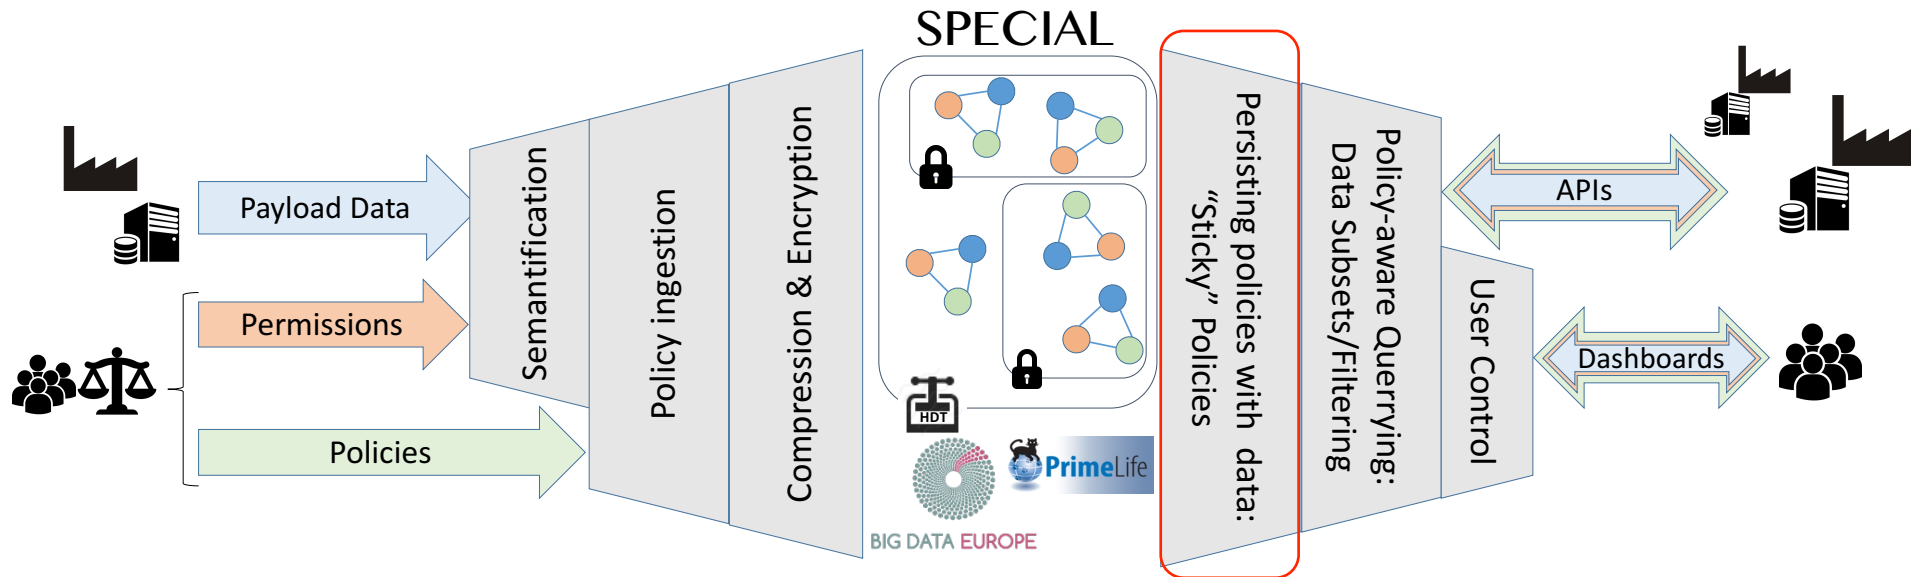 SPECIAL
Payload Data
Permissions
Policies
Semantification
Policy ingestion
Compression & Encryption
HDT
BIG DATA EUROPE
PrimeLife
Persisting policies with data:
“Sticky” Policies
Policy-aware Querrying:
Data Subsets/Filtering
User Control
APIs
Dashboards